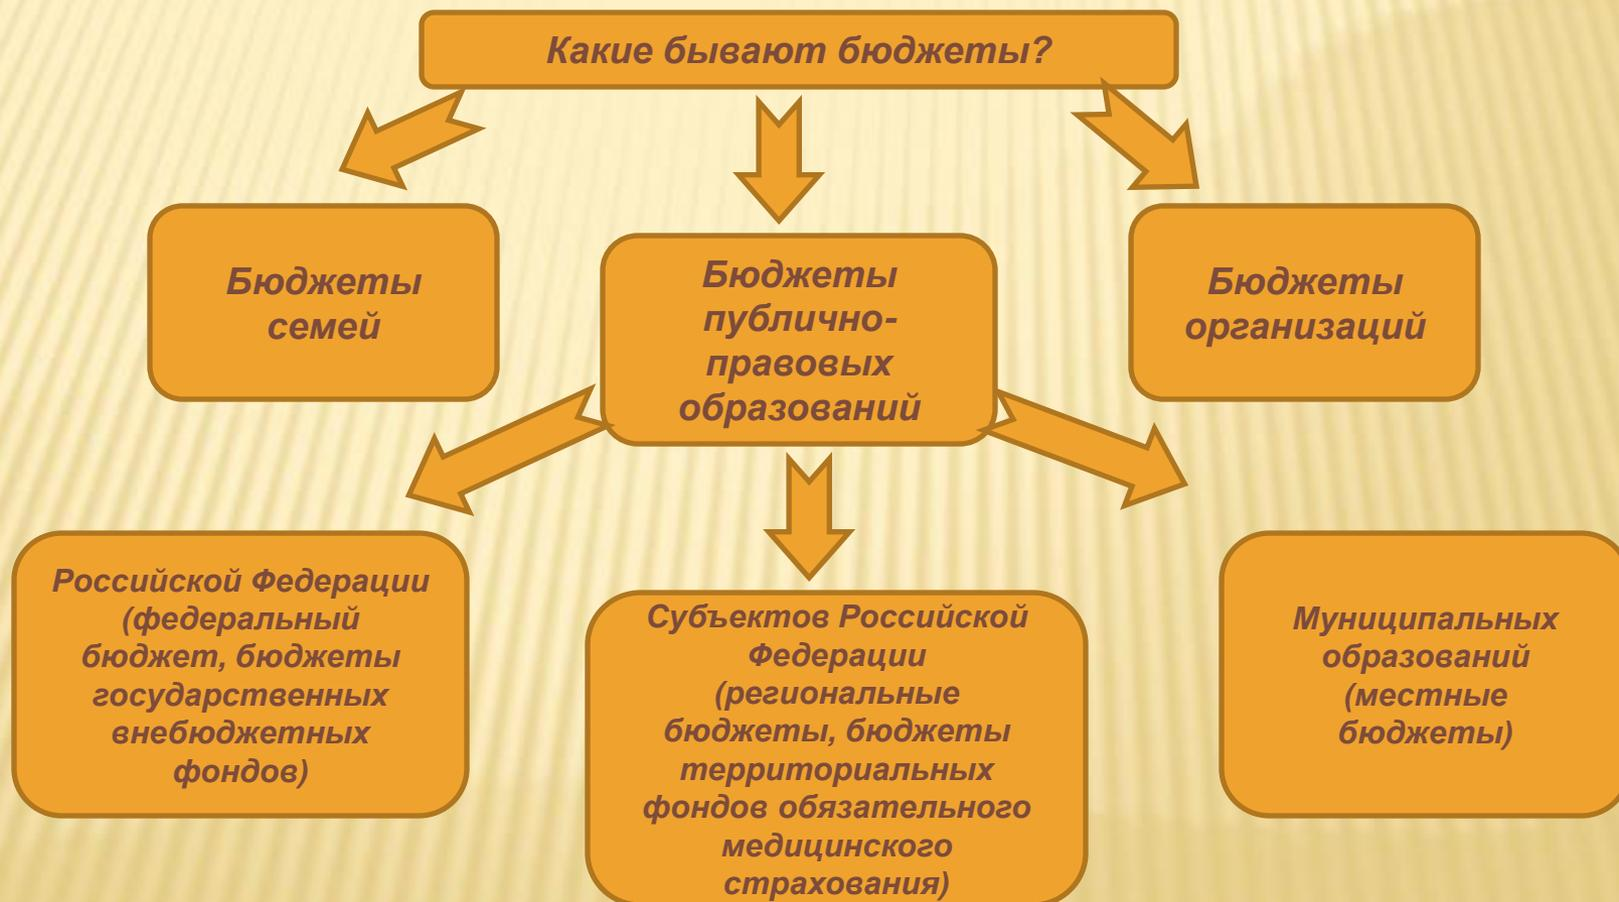 Какие бывают бюджеты?
Бюджеты
семей
Бюджеты
публично-
правовых
образований
Бюджеты
организаций
Российской Федерации
(федеральный
бюджет, бюджеты
государственных
внебюджетных
фондов)
Субъектов Российской
Федерации
(региональные
бюджеты, бюджеты
территориальных
фондов обязательного
медицинского
страхования)
Муниципальных
образований
(местные
бюджеты)